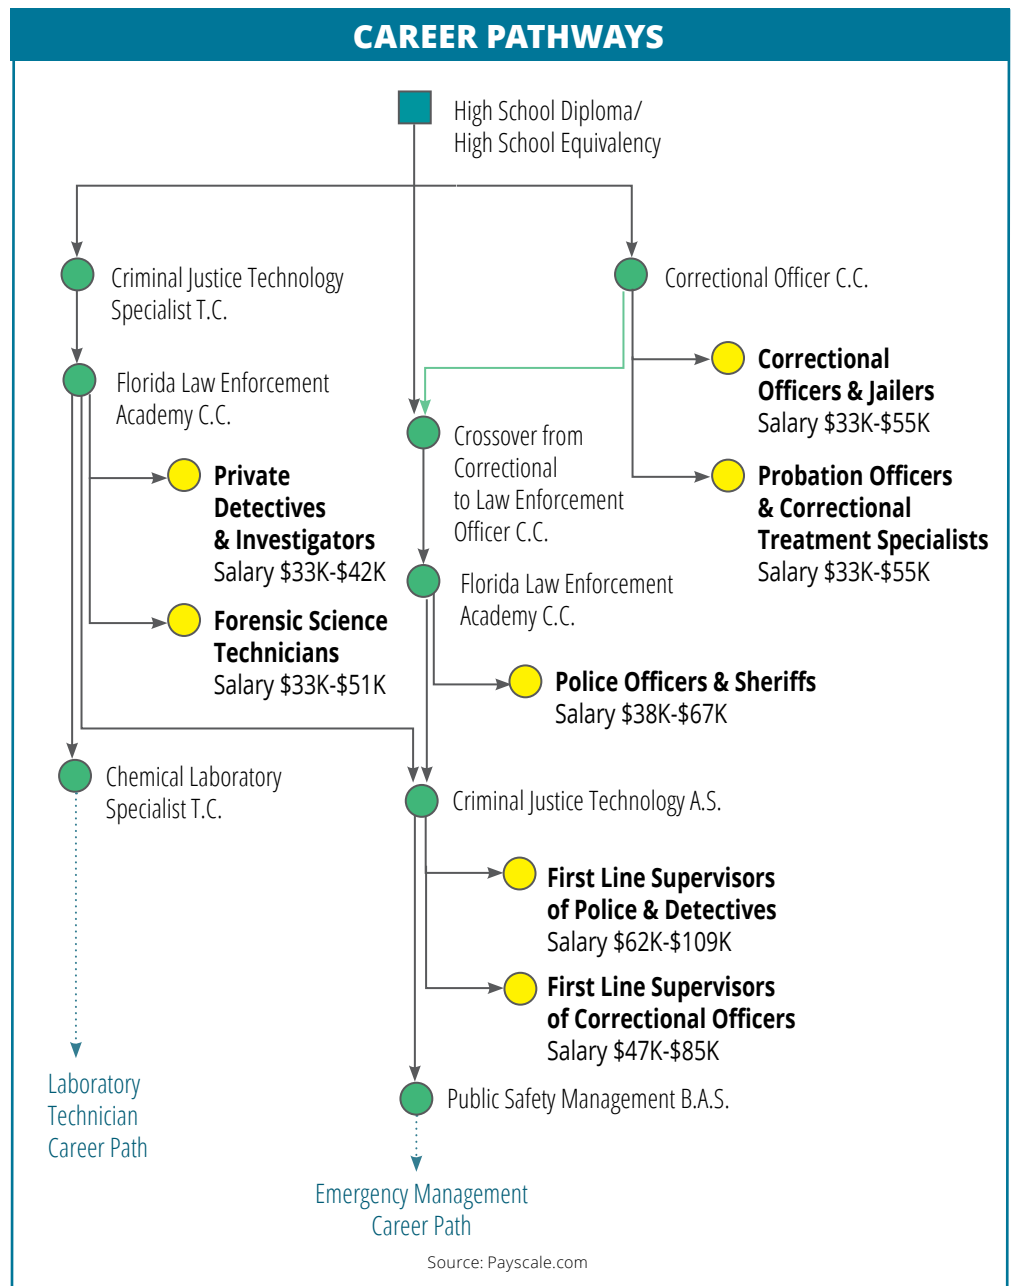 CAREER PATHWAYS
High School Diploma/
High School Equivalency
Criminal Justice Technology
Specialist T.C.
Correctional Officer C.C.
Florida Law Enforcement
Academy C.C.
Correctional
Officers & Jailers
Salary $33K-$55K
Crossover from
Correctional
to Law Enforcement
Officer C.C.
Private
Detectives
& Investigators
Salary $33K-$42K
Probation Officers
& Correctional
Treatment Specialists
Salary $33K-$55K
Florida Law Enforcement
Academy C.C.
Forensic Science
Technicians
Salary $33K-$51K
Police Officers & Sheriffs
Salary $38K-$67K
Chemical Laboratory
Specialist T.C.
Criminal Justice Technology A.S.
First Line Supervisors
of Police & Detectives
Salary $62K-$109K
First Line Supervisors
of Correctional Officers
Salary $47K-$85K
Laboratory
Technician
Career Path
Public Safety Management B.A.S.
Emergency Management
Career Path
Source: Payscale.com